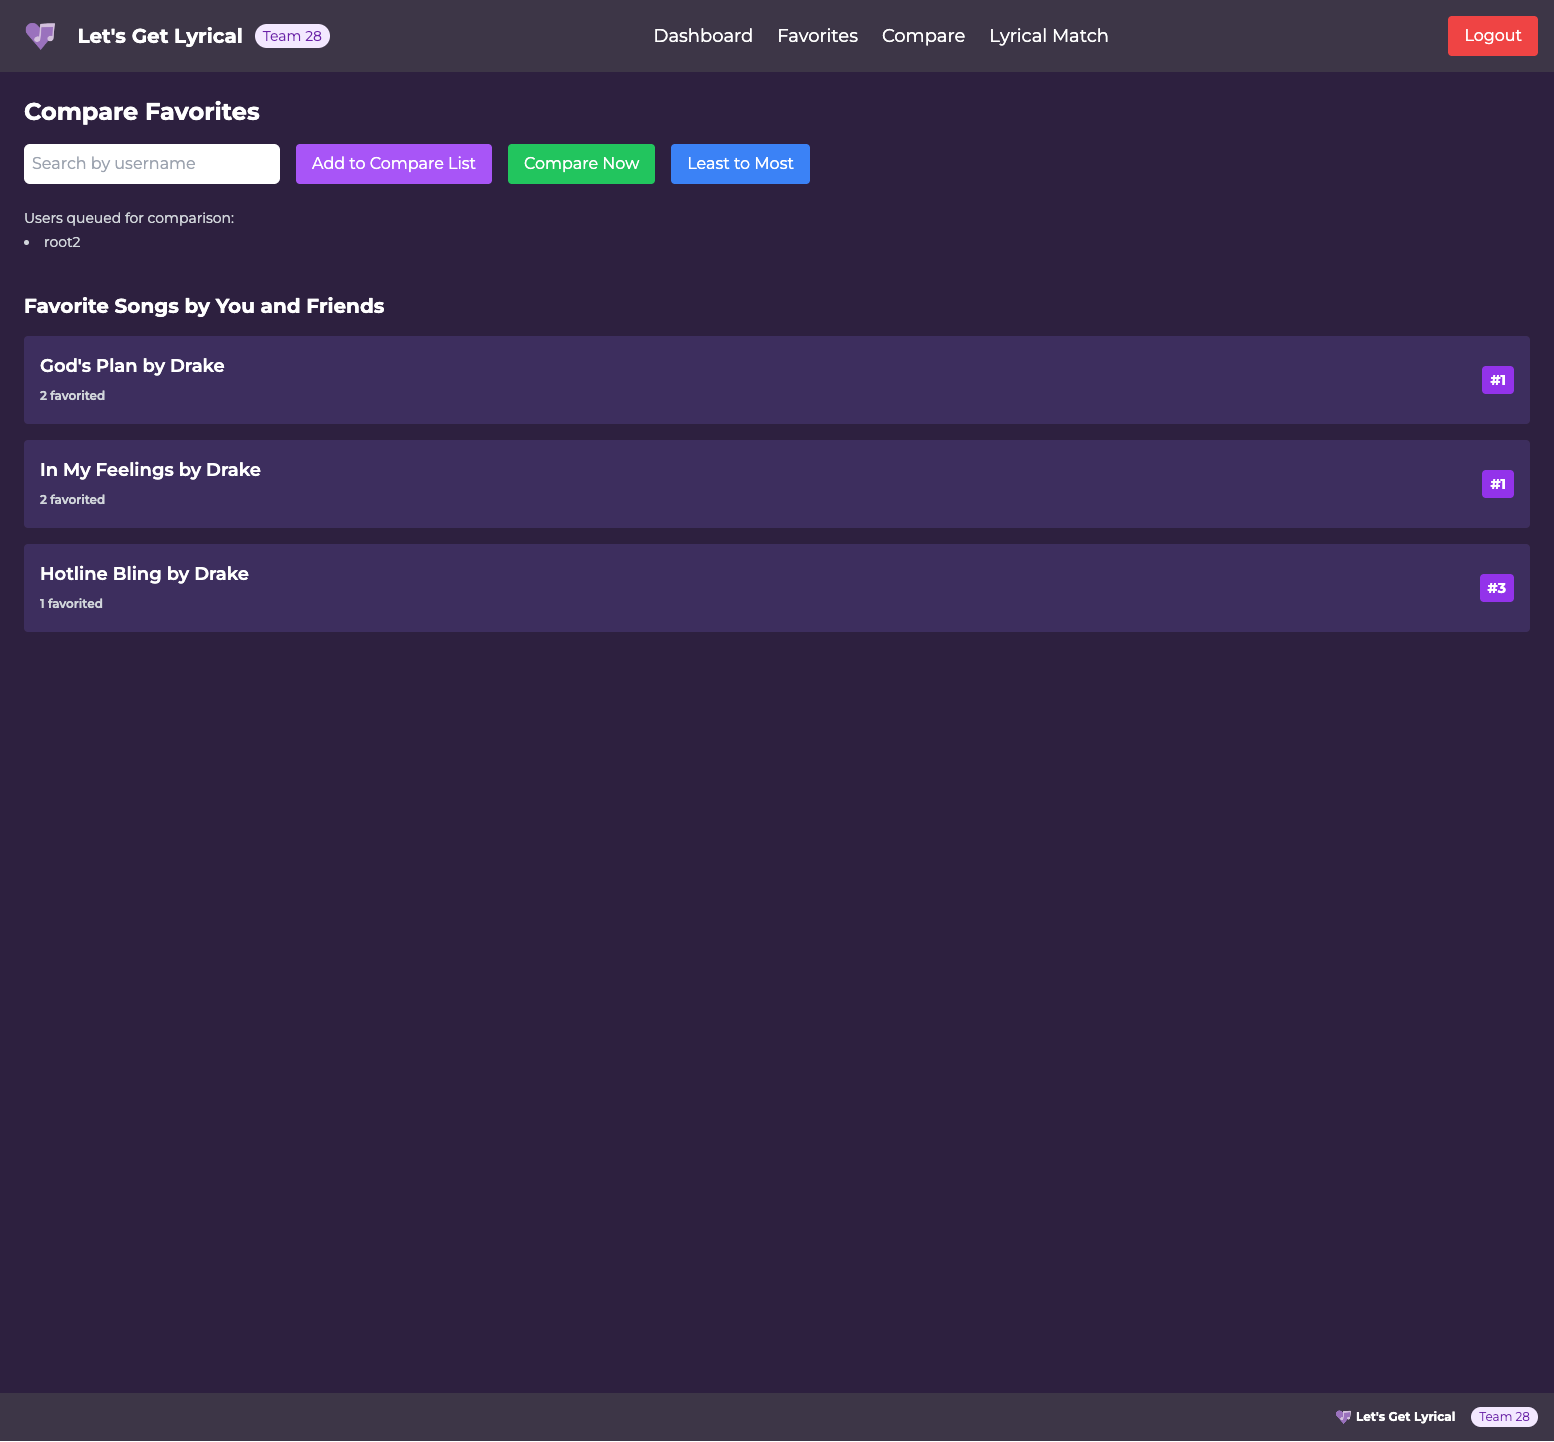 Let's Get Lyrical Team 28 Dashboard Favorites Compare Lyrical Match Logout
Compare Favorites
Search by username Add to Compare List Compare Now Least to Most
Users queued for comparison:
• root2
Favorite Songs by You and Friends
God's Plan by Drake
2 favorited
#1
In My Feelings by Drake
2 favorited
#1
Hotline Bling by Drake
1 favorited
#3
Let's Get Lyrical Team 28